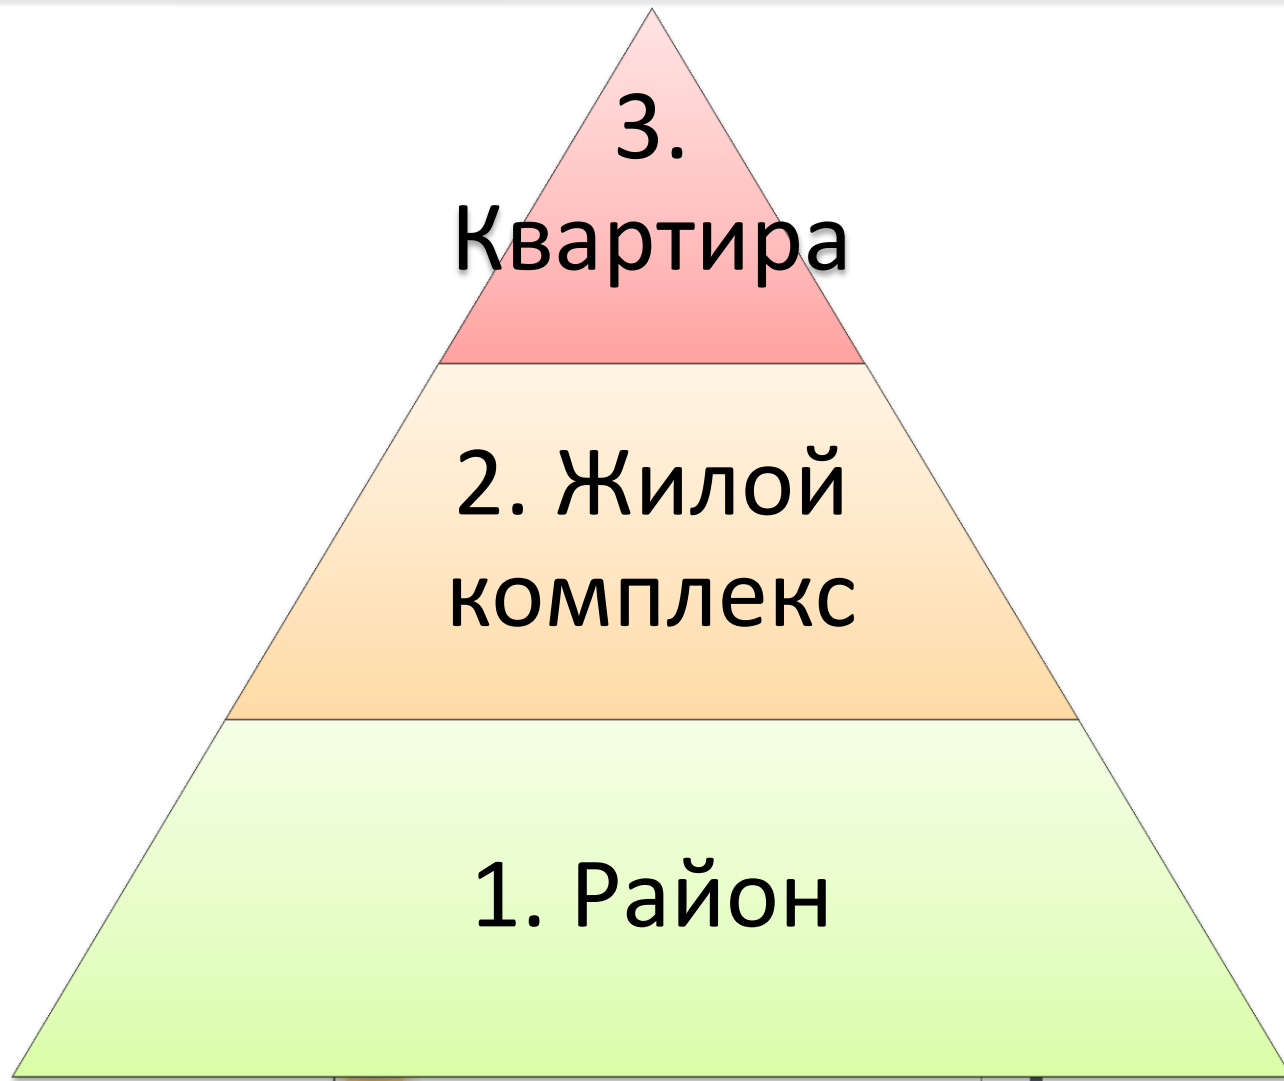 3.
Квартира
2. Жилой
комплекс
1. Район